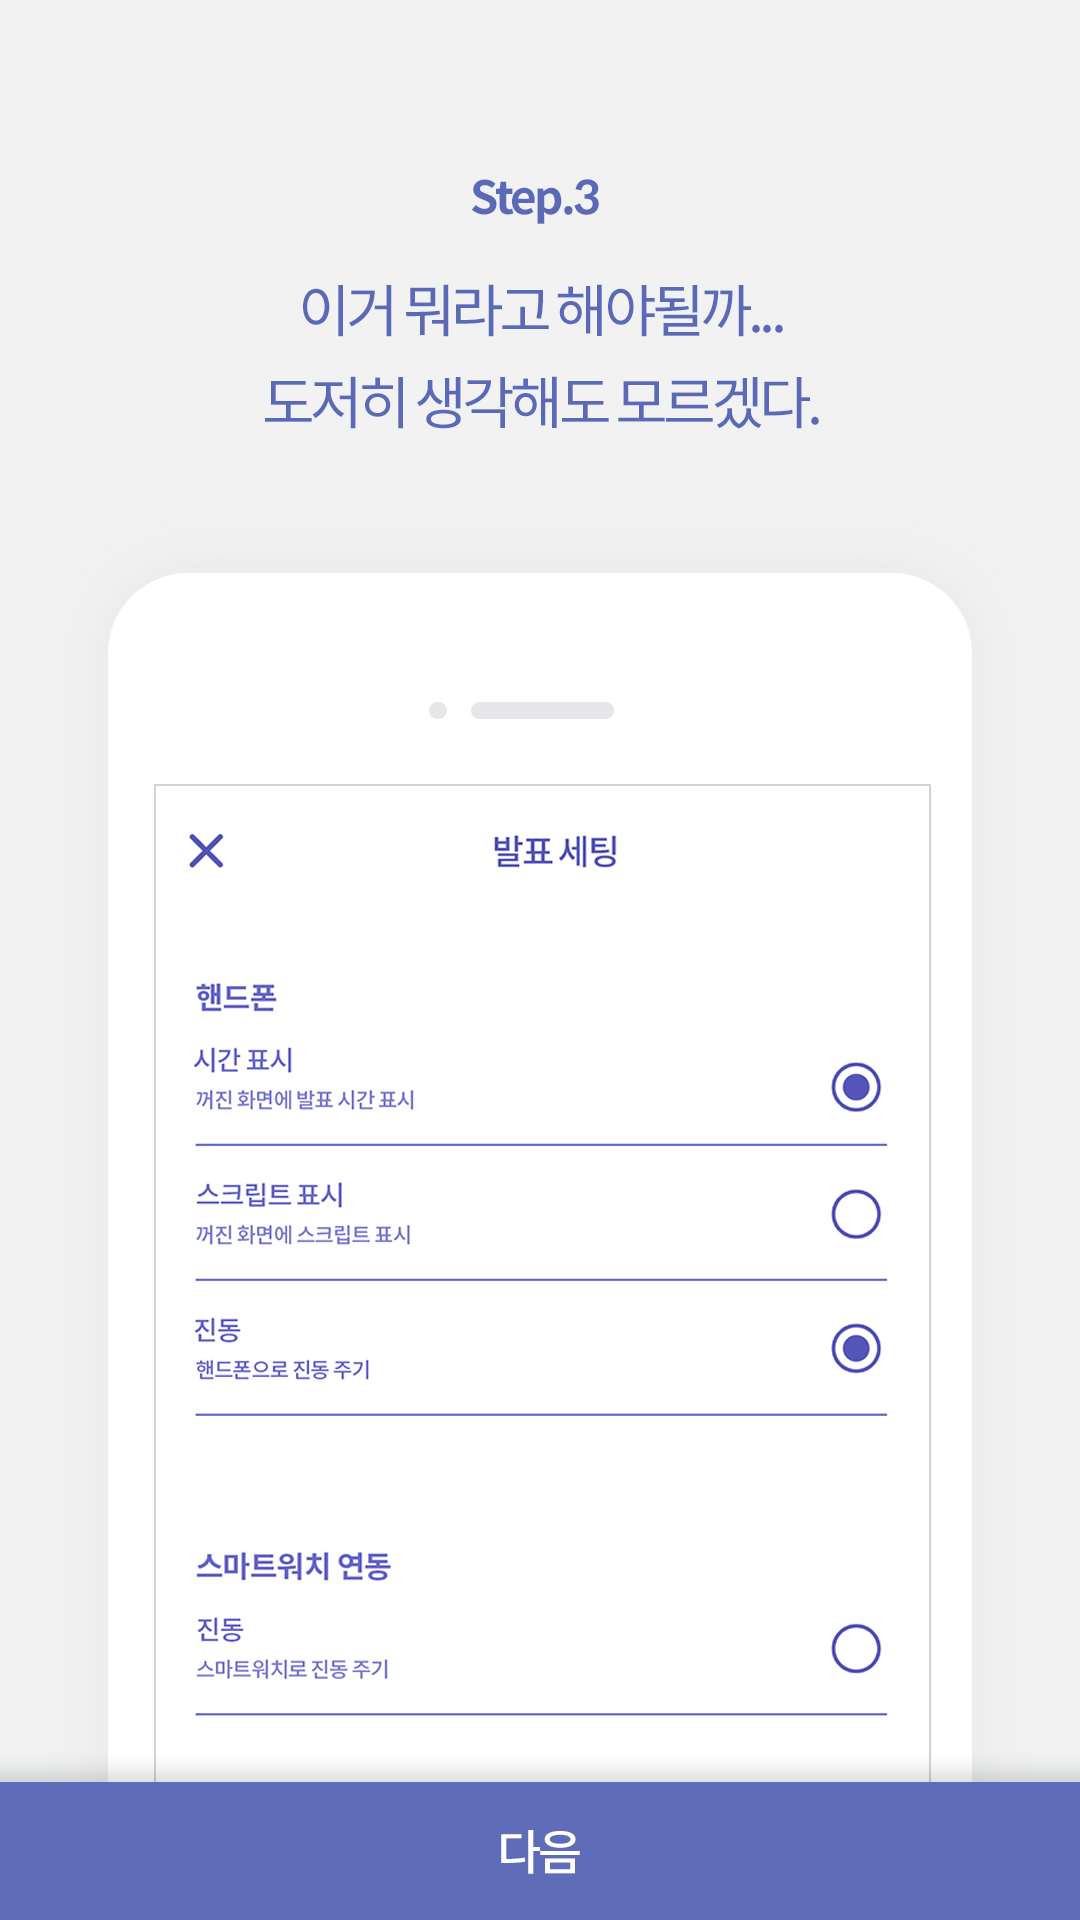 Step.3
이거 뭐라고 해야될까...
도저히 생각해도 모르겠다.
발표 세팅
핸드폰
시간 표시
꺼진 화면에 발표 시간 표시
스크립트 표시
꺼진 화면에 스크립트 표시
진동
핸드폰으로 진동 주기
스마트워치 연동
진동
스마트워치로 진동 주기
다음